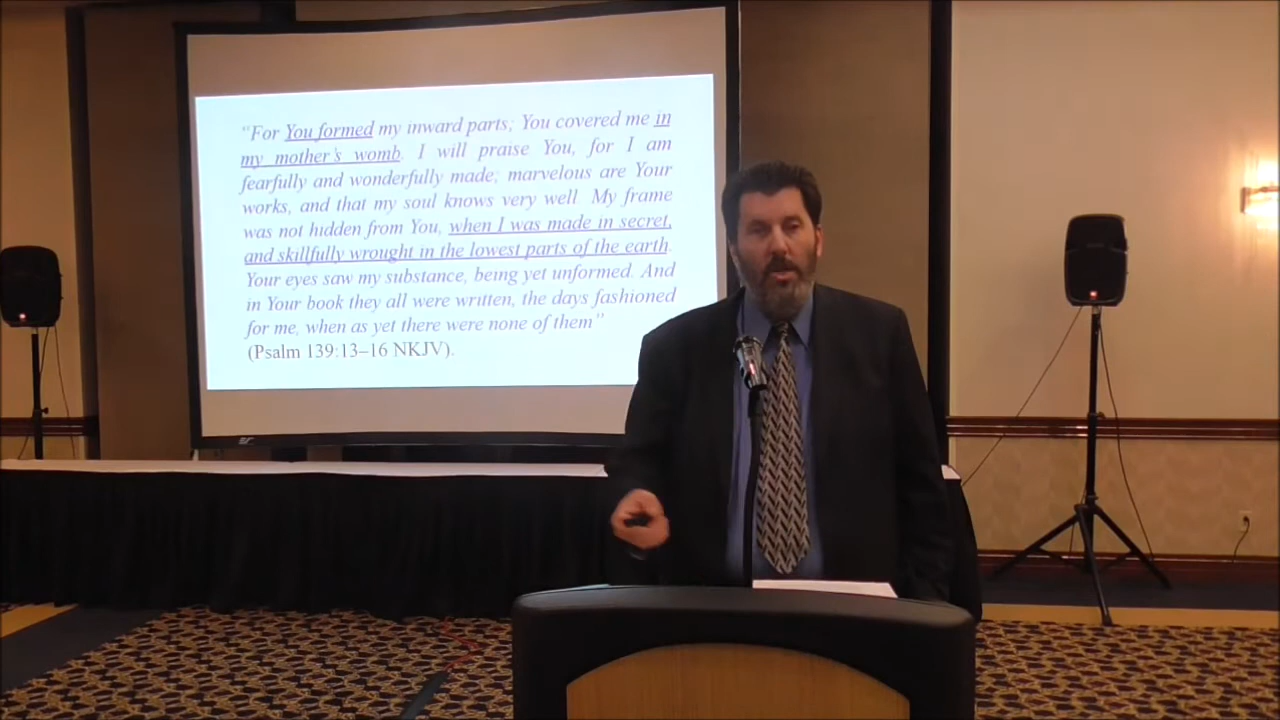 "For You formed my inward parts; You covered me in
my mother's womb. I will praise You, for I am
fearfully and wonderfully made; marvelous are Your
works, and that my soul knows very well. My frame
was not hidden from You, when I was made in secret,
and skillfully wrought in the lowest parts of the earth.
Your eyes saw my substance, being yet unformed. And
in Your book they all were written, the days fashioned
for me, when as yet there were none of them"
(Psalm 139:13–16 NKJV).